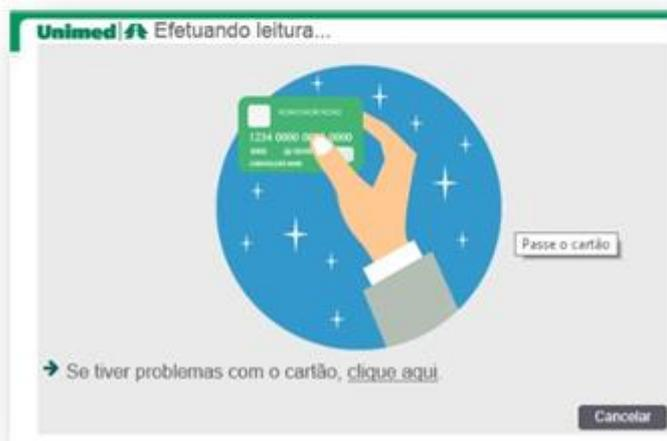 Unimed Efetuando leitura...
1234 0000 0000 0000
Passe o cartão
Se tiver problemas com o cartão, clique aqui.
Cancelar